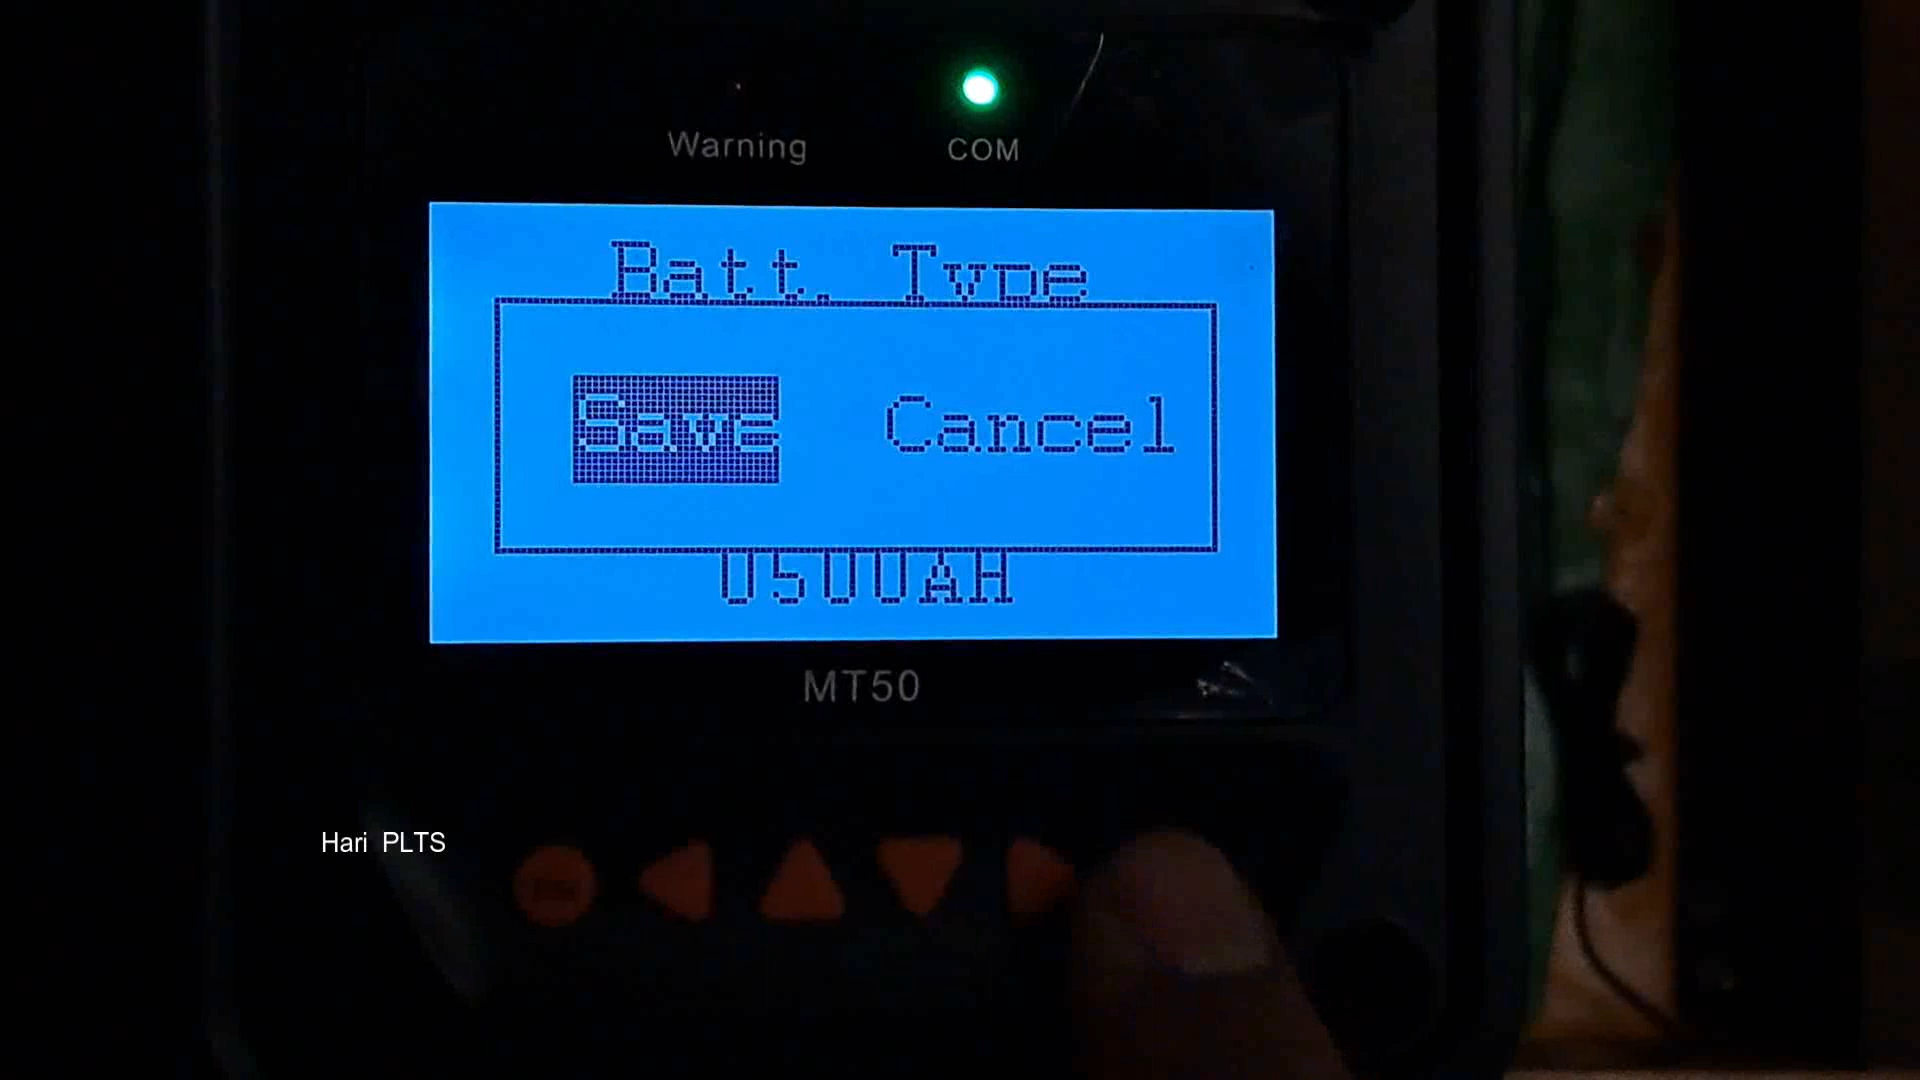 Warning COM
Batt. Type
Save Cancel
0500AH
MT50
Hari PLTS